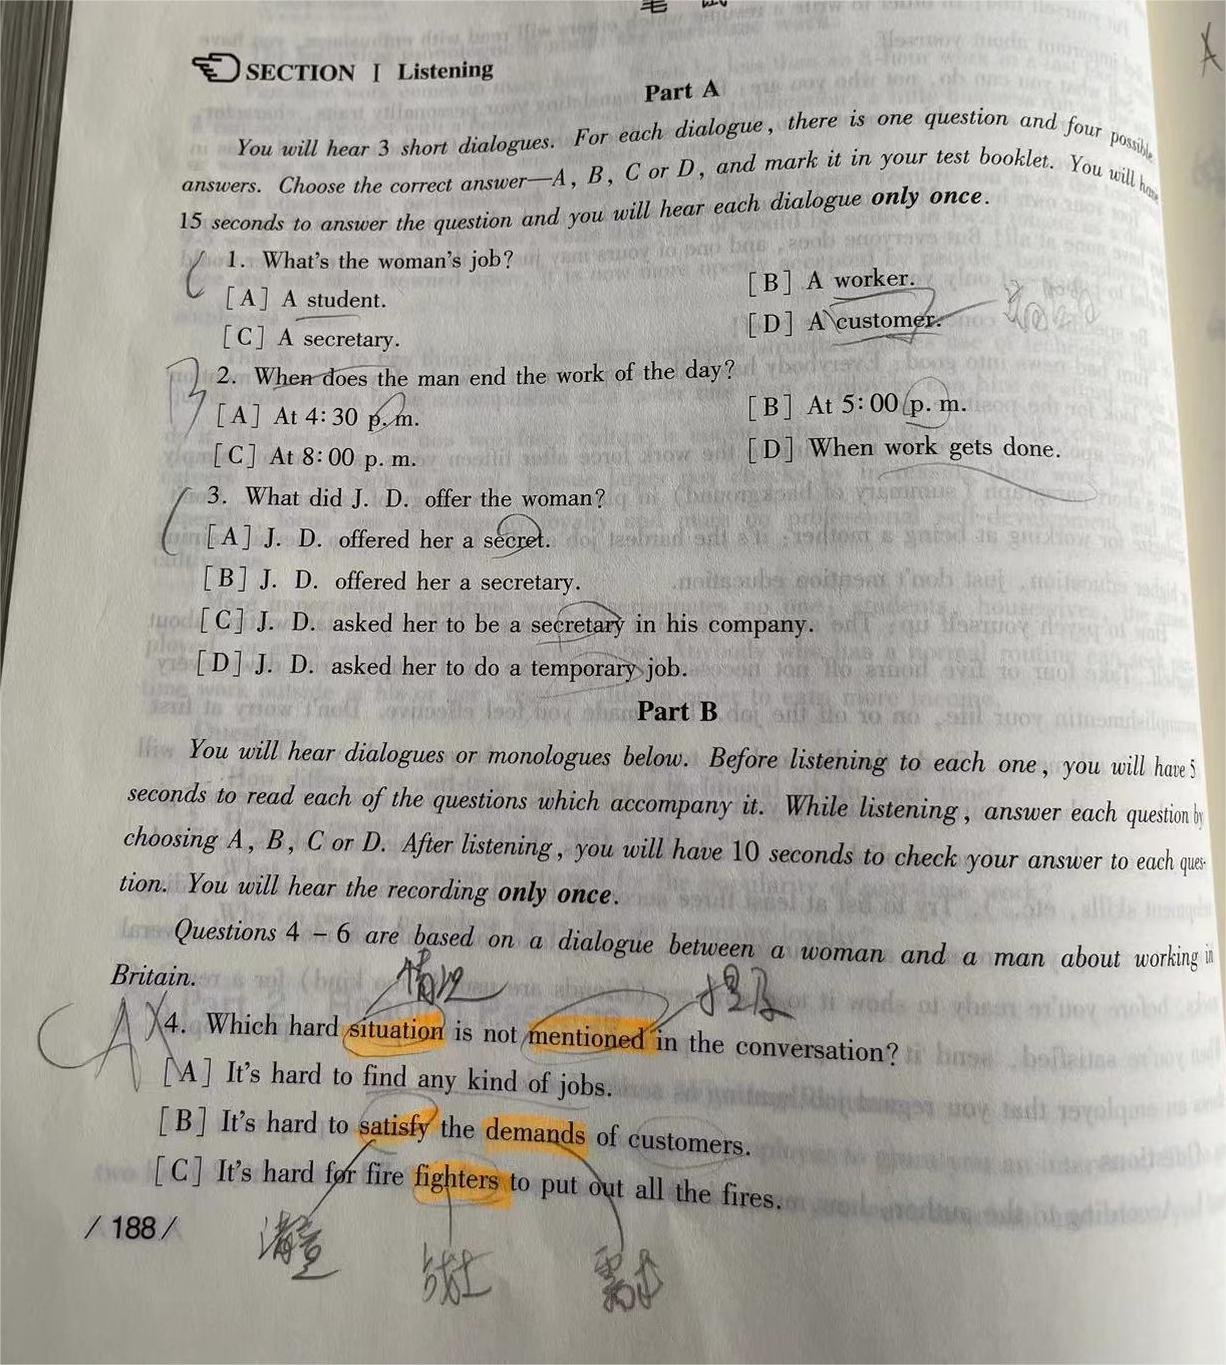 笔 试
SECTION I Listening
Part A
You will hear 3 short dialogues. For each dialogue, there is one question and four possible
answers. Choose the correct answer—A, B, C or D, and mark it in your test booklet. You will have
15 seconds to answer the question and you will hear each dialogue only once.
1. What's the woman's job?
[A] A student. [B] A worker.
[C] A secretary. [D] A customer.
2. When does the man end the work of the day?
[A] At 4:30 p.m. [B] At 5:00 p.m.
[C] At 8:00 p.m. [D] When work gets done.
3. What did J. D. offer the woman?
[A] J. D. offered her a secret.
[B] J. D. offered her a secretary.
[C] J. D. asked her to be a secretary in his company.
[D] J. D. asked her to do a temporary job.
Part B
You will hear dialogues or monologues below. Before listening to each one, you will have 5
seconds to read each of the questions which accompany it. While listening, answer each question by
choosing A, B, C or D. After listening, you will have 10 seconds to check your answer to each ques-
tion. You will hear the recording only once.
Questions 4 – 6 are based on a dialogue between a woman and a man about working in
Britain.
情况 提及
A 4. Which hard situation is not mentioned in the conversation?
[A] It's hard to find any kind of jobs.
[B] It's hard to satisfy the demands of customers.
[C] It's hard for fire fighters to put out all the fires.
/ 188 /
满意 战士 需求